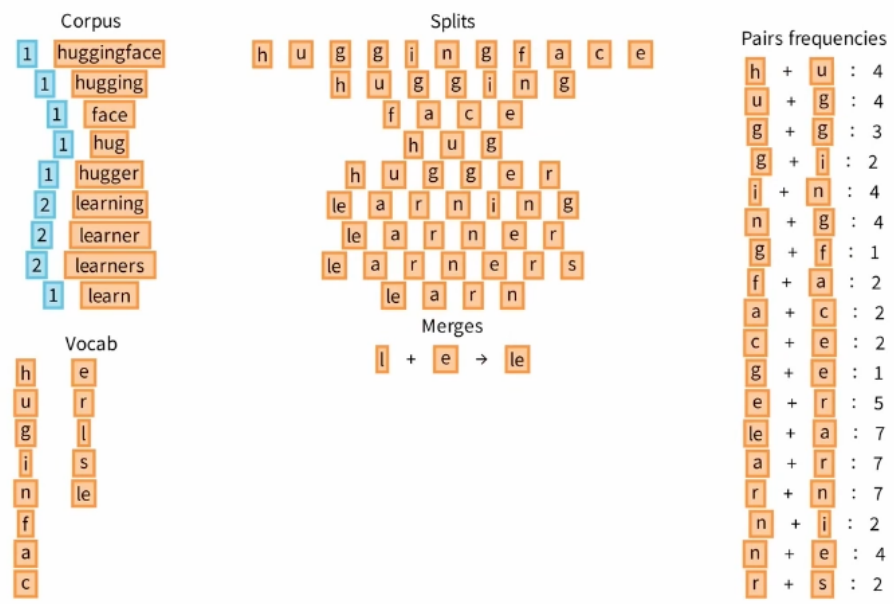 Corpus
1 huggingface
1 hugging
1 face
1 hug
1 hugger
2 learning
2 learner
2 learners
1 learn
Splits
h u g g i n g f a c e
h u g g i n g
f a c e
h u g
h u g g e r
le a r n i n g
le a r n e r
le a r n e r s
le a r n
Merges
l + e → le
Vocab
h e
u r
g l
i s
n le
f
a
c
Pairs frequencies
h + u : 4
u + g : 4
g + g : 3
g + i : 2
i + n : 4
n + g : 4
g + f : 1
f + a : 2
a + c : 2
c + e : 2
g + e : 1
e + r : 5
le + a : 7
a + r : 7
r + n : 7
n + i : 2
n + e : 4
r + s : 2